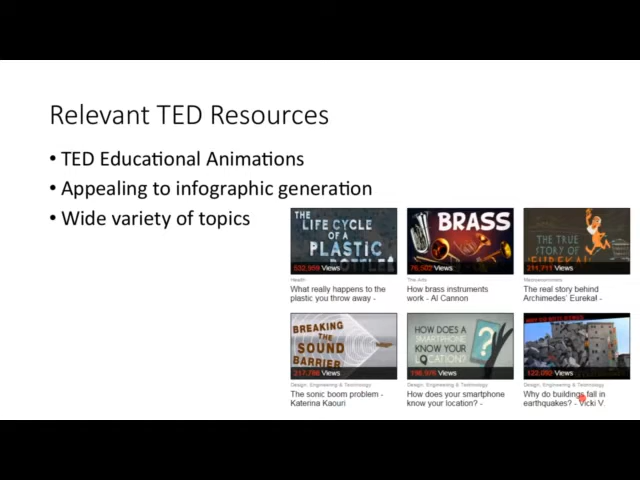 Relevant TED Resources
• TED Educational Animations
• Appealing to infographic generation
• Wide variety of topics
THE
LIFE CYCLE
OF A
PLASTIC
BOTTLE
Views
Health
What really happens to the
plastic you throw away -
BRASS
Views
The Arts
How brass instruments
work - Al Cannon
THE TRUE
STORY OF
'EUREKA!'
Views
The real story behind
Archimedes' Eureka! -
BREAKING
THE
SOUND
BARRIER
Views
Design, Engineering & Technology
The sonic boom problem -
Katerina Kaouri
HOW DOES A
SMARTPHONE
KNOW YOUR
LOCATION?
Views
Design, Engineering & Technology
How does your smartphone
know your location? -
Views
Design, Engineering & Technology
Why do buildings fall in
earthquakes? - Vicki V.